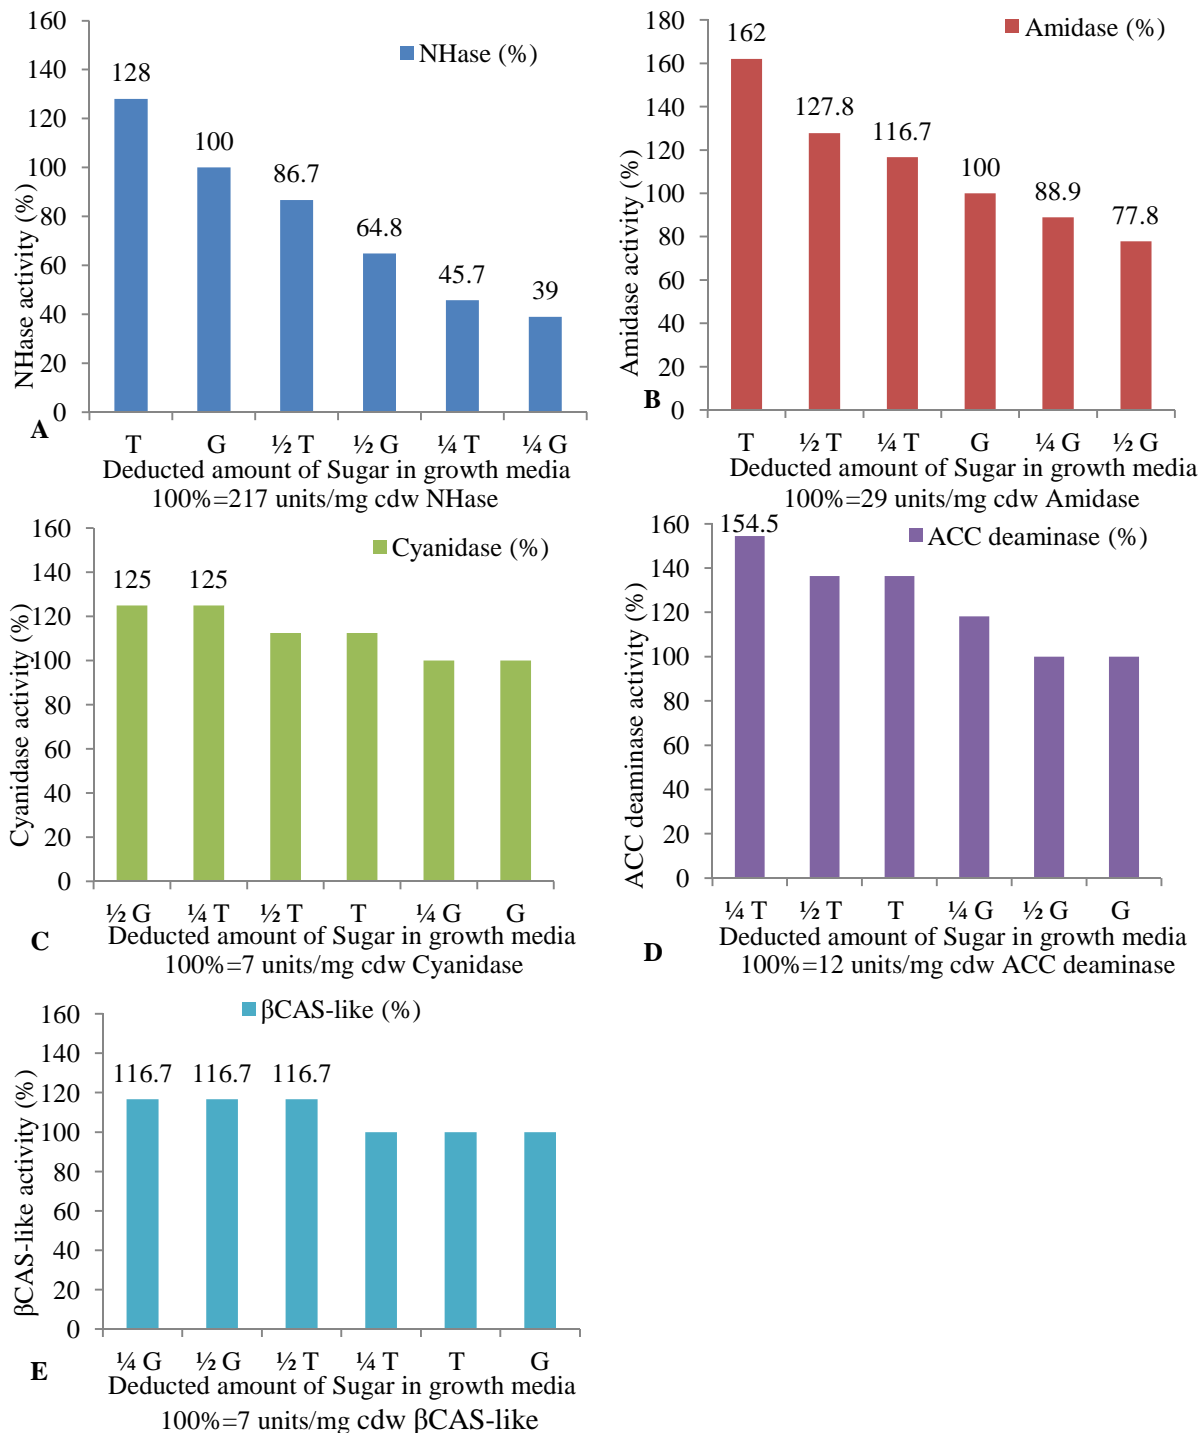 NHase (%)
NHase activity (%)
160
140
120
100
80
60
40
20
0
128
100
86.7
64.8
45.7
39
T G ½ T ½ G ¼ T ¼ G
A
Deducted amount of Sugar in growth media
100%=217 units/mg cdw NHase
Amidase (%)
Amidase activity (%)
180
160
140
120
100
80
60
40
20
0
162
127.8
116.7
100
88.9
77.8
T ½ T ¼ T G ¼ G ½ G
B
Deducted amount of Sugar in growth media
100%=29 units/mg cdw Amidase
Cyanidase (%)
Cyanidase activity (%)
160
140
120
100
80
60
40
20
0
125
125
½ G ¼ T ½ T T ¼ G G
C
Deducted amount of Sugar in growth media
100%=7 units/mg cdw Cyanidase
ACC deaminase (%)
ACC deaminase activity (%)
160
140
120
100
80
60
40
20
0
154.5
¼ T ½ T T ¼ G ½ G G
D
Deducted amount of Sugar in growth media
100%=12 units/mg cdw ACC deaminase
βCAS-like (%)
βCAS-like activity (%)
160
140
120
100
80
60
40
20
0
116.7
116.7
116.7
¼ G ½ G ½ T ¼ T T G
E
Deducted amount of Sugar in growth media
100%=7 units/mg cdw βCAS-like